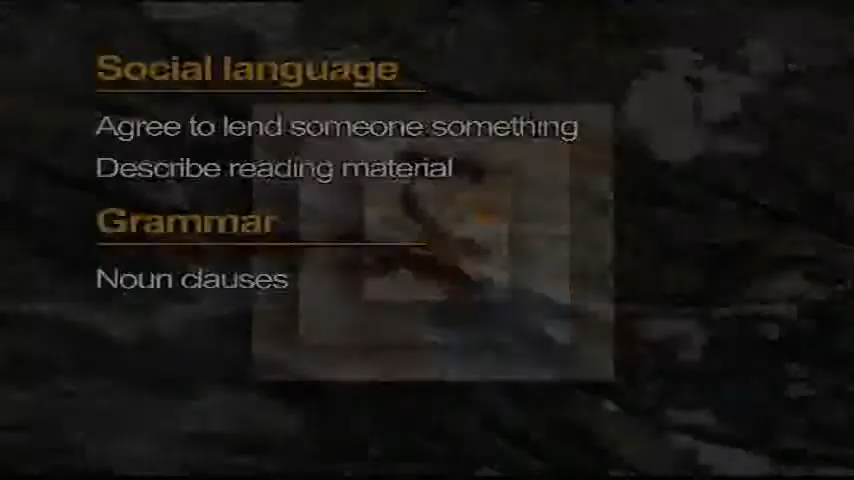 Social language
Agree to lend someone something
Describe reading material
Grammar
Noun clauses